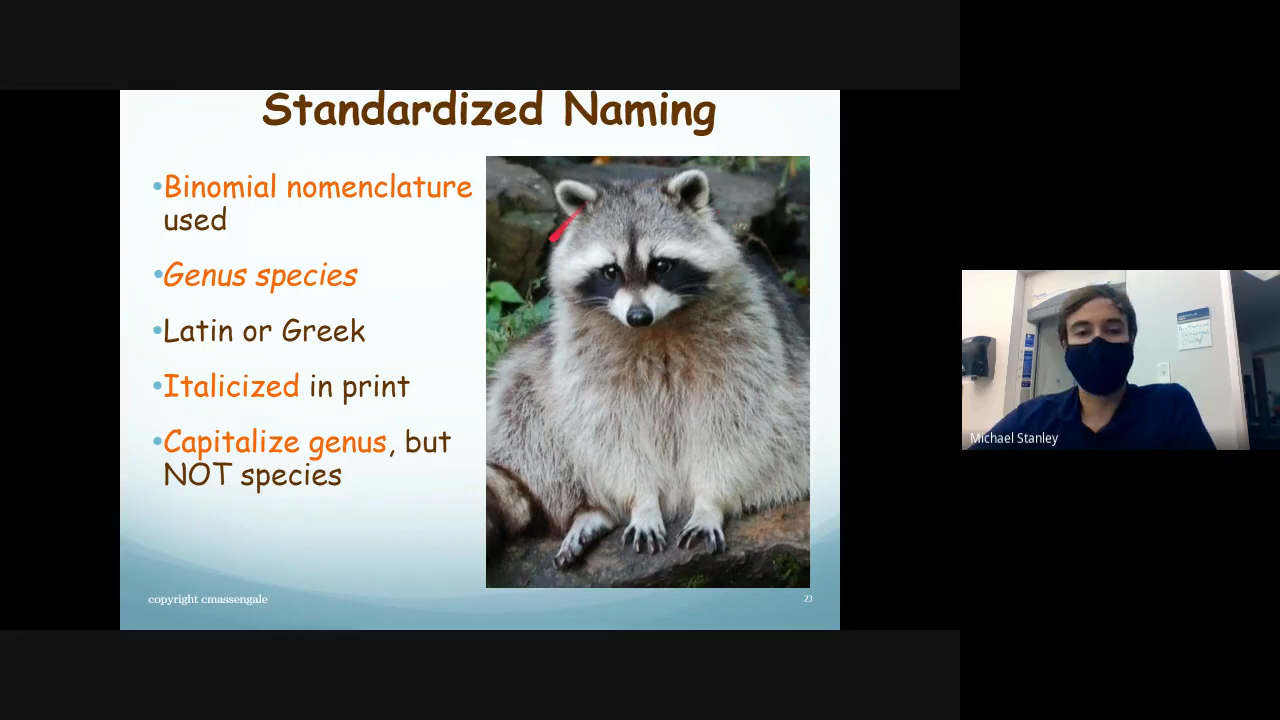 Standardized Naming
•Binomial nomenclature
used
•Genus species
•Latin or Greek
•Italicized in print
•Capitalize genus, but
NOT species
copyright cmassengale
23
Michael Stanley